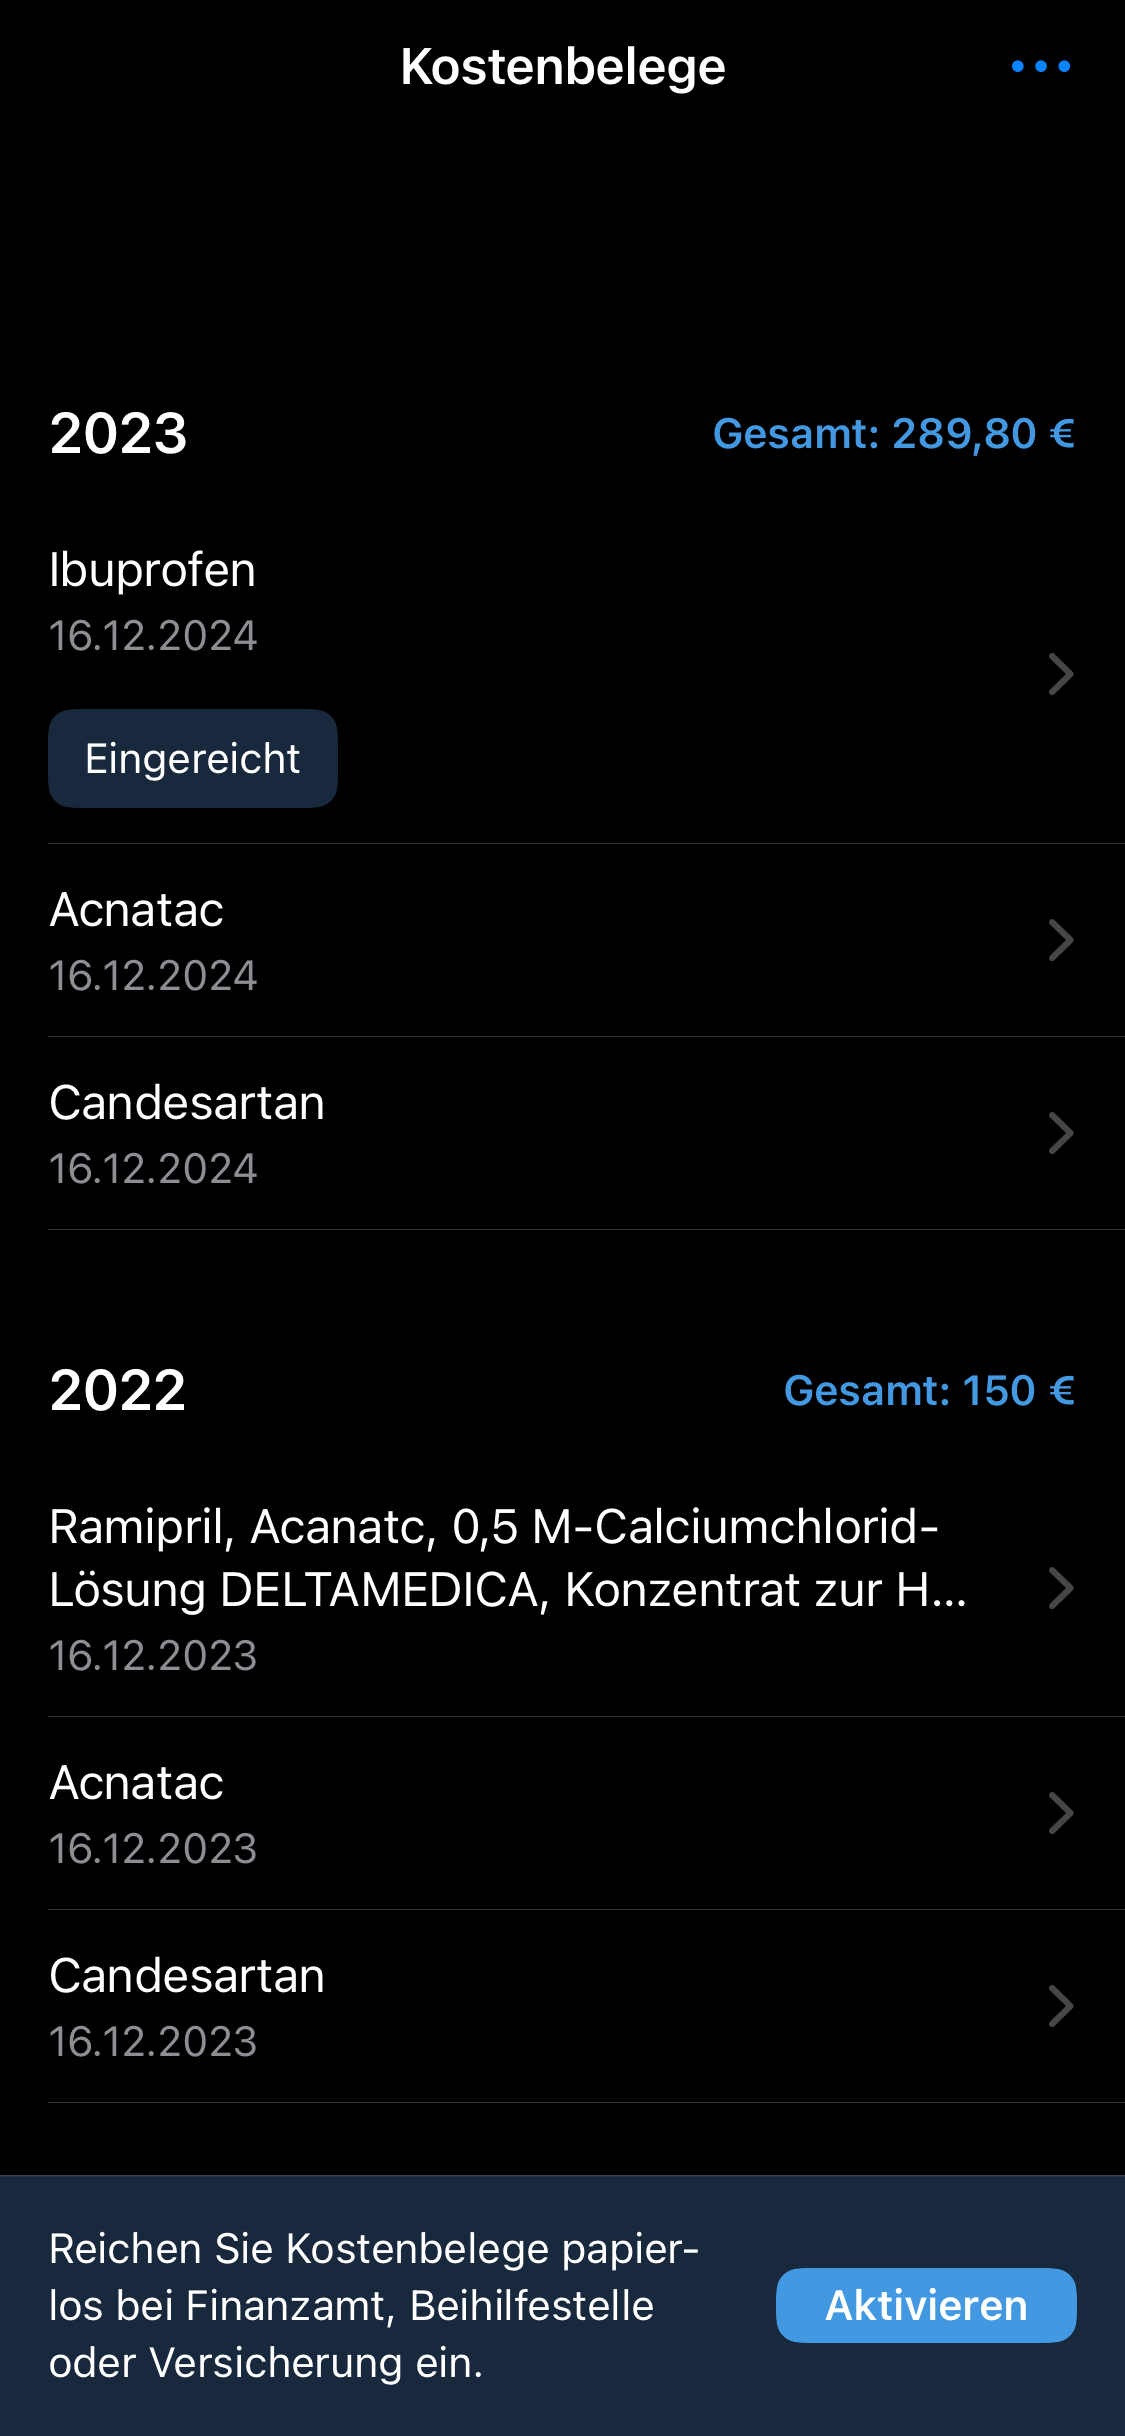 Kostenbelege
2023
Gesamt: 289,80 €
Ibuprofen
16.12.2024
Eingereicht
Acnatac
16.12.2024
Candesartan
16.12.2024
2022
Gesamt: 150 €
Ramipril, Acanatc, 0,5 M-Calciumchlorid-
Lösung DELTAMEDICA, Konzentrat zur H...
16.12.2023
Acnatac
16.12.2023
Candesartan
16.12.2023
Reichen Sie Kostenbelege papier-
los bei Finanzamt, Beihilfestelle
oder Versicherung ein.
Aktivieren